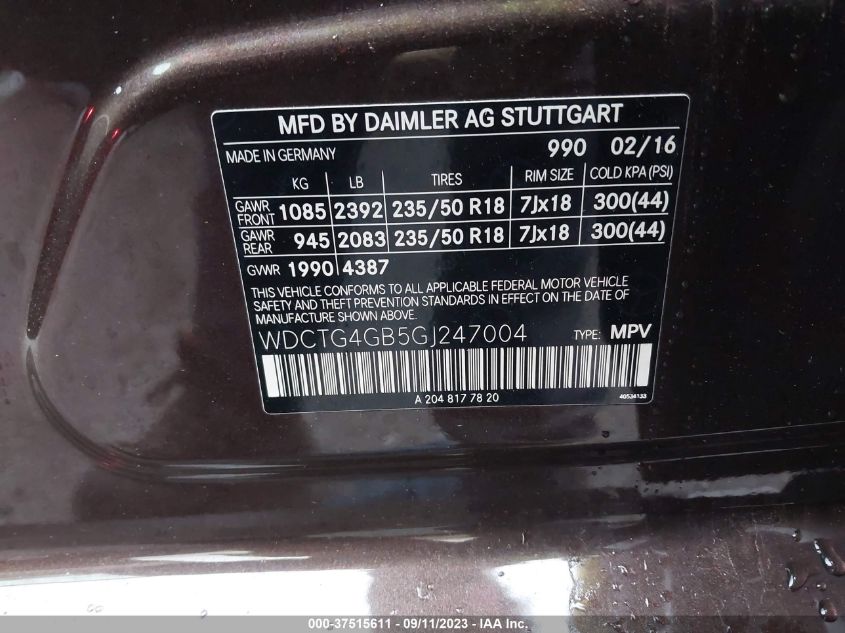 MFD BY DAIMLER AG STUTTGART
MADE IN GERMANY 990 02/16
KG LB TIRES RIM SIZE COLD KPA (PSI)
GAWR FRONT 1085 2392 235/50 R18 7Jx18 300(44)
GAWR REAR 945 2083 235/50 R18 7Jx18 300(44)
GVWR 1990 4387
THIS VEHICLE CONFORMS TO ALL APPLICABLE FEDERAL MOTOR VEHICLE
SAFETY AND THEFT PREVENTION STANDARDS IN EFFECT ON THE DATE OF
MANUFACTURE SHOWN ABOVE.
WDCTG4GB5GJ247004 TYPE: MPV
A 204 817 78 20 40534133
000-37515611 - 09/11/2023 - IAA Inc.